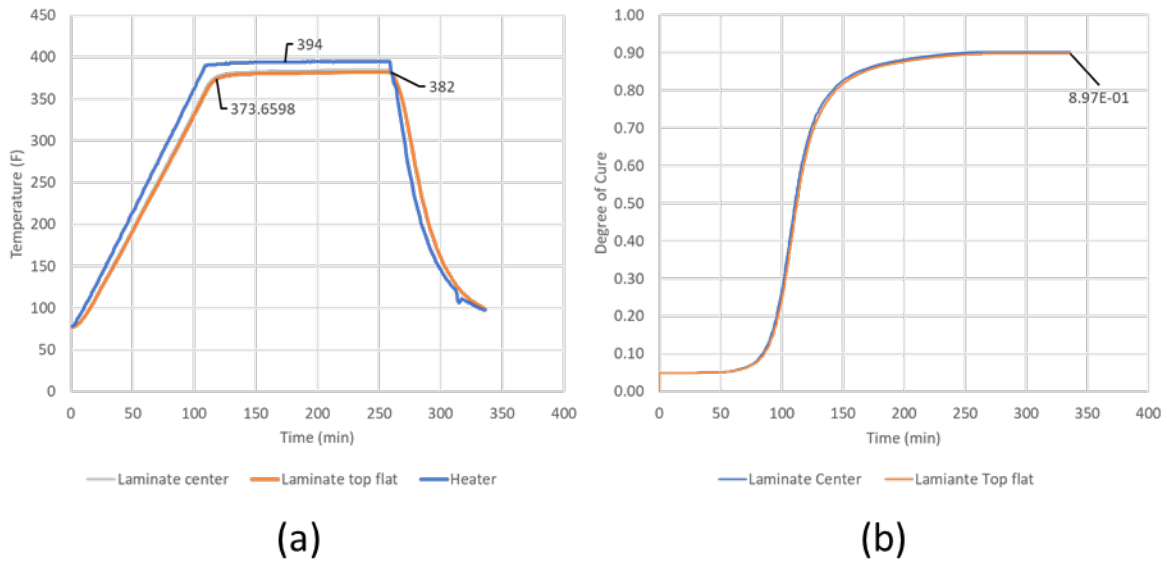 450
400
350
300
250
200
150
100
50
0
Temperature (F)
394
382
373.6598
0 50 100 150 200 250 300 350 400
Time (min)
Laminate center Laminate top flat Heater
(a)
1.00
0.90
0.80
0.70
0.60
0.50
0.40
0.30
0.20
0.10
0.00
Degree of Cure
8.97E-01
0 50 100 150 200 250 300 350 400
Time (min)
Laminate Center Lamiante Top flat
(b)